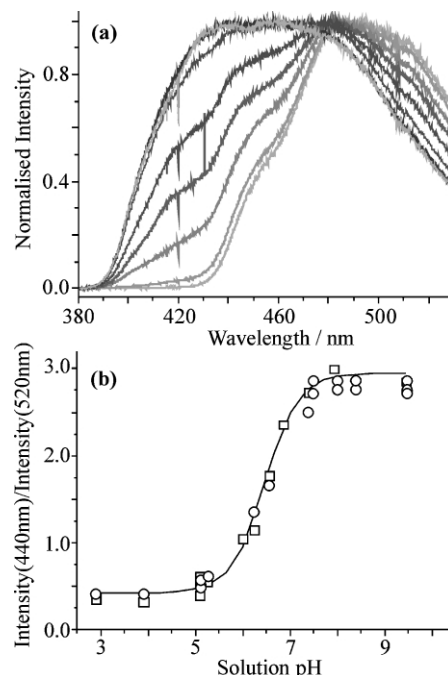 (a)
Normalised Intensity
0.8
0.4
0.0
380
420
460
500
Wavelength / nm
(b)
Intensity(440nm)/Intensity(520nm)
3.0
2.0
1.0
0.0
3
5
7
9
Solution pH